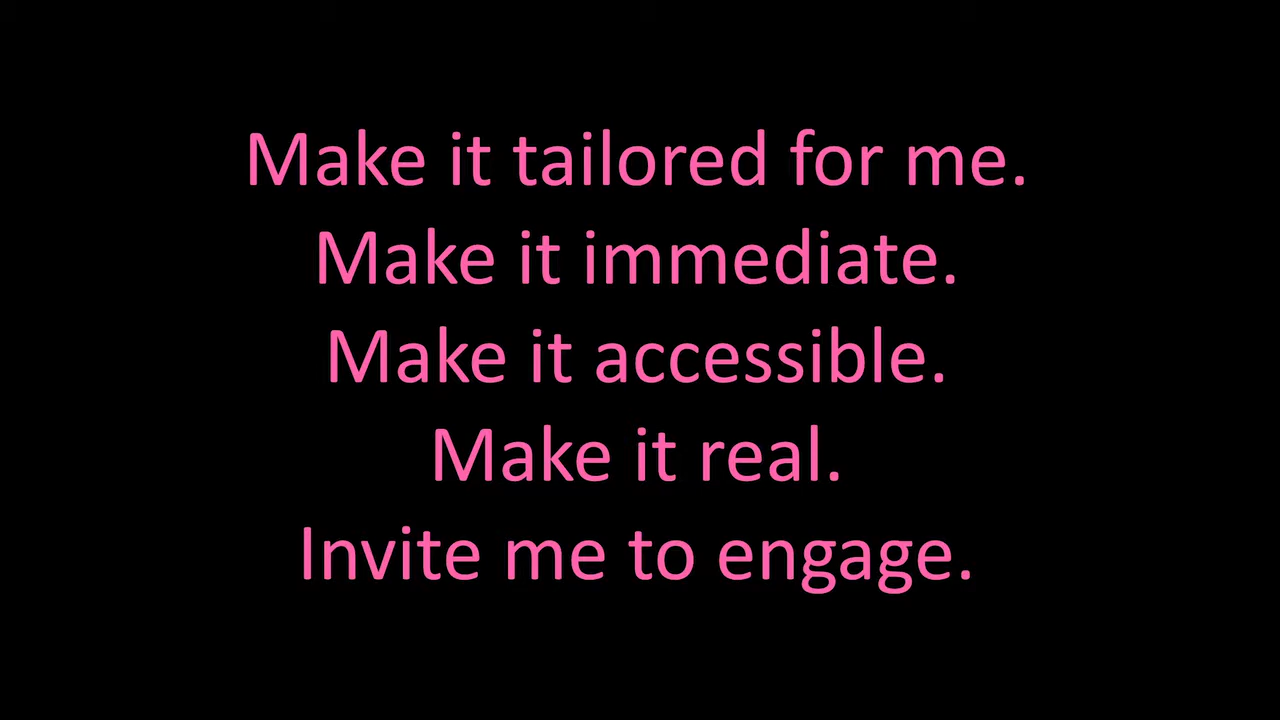 Make it tailored for me.
Make it immediate.
Make it accessible.
Make it real.
Invite me to engage.